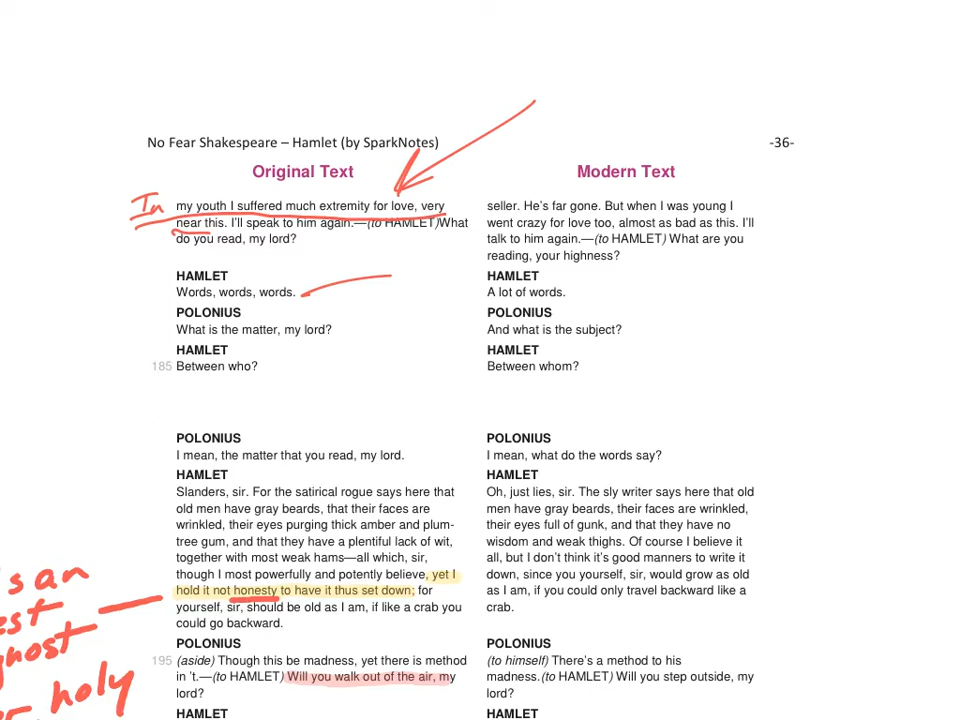 No Fear Shakespeare – Hamlet (by SparkNotes) -36-
Original Text
In my youth I suffered much extremity for love, very
near this. I'll speak to him again.—(to HAMLET)What
do you read, my lord?
HAMLET
Words, words, words.
POLONIUS
What is the matter, my lord?
HAMLET
185 Between who?
POLONIUS
I mean, the matter that you read, my lord.
HAMLET
Slanders, sir. For the satirical rogue says here that
old men have gray beards, that their faces are
wrinkled, their eyes purging thick amber and plum-
tree gum, and that they have a plentiful lack of wit,
together with most weak hams—all which, sir,
though I most powerfully and potently believe, yet I
hold it not honesty to have it thus set down; for
yourself, sir, should be old as I am, if like a crab you
could go backward.
POLONIUS
195 (aside) Though this be madness, yet there is method
in 't.—(to HAMLET) Will you walk out of the air, my
lord?
HAMLET
Modern Text
seller. He's far gone. But when I was young I
went crazy for love too, almost as bad as this. I'll
talk to him again.—(to HAMLET) What are you
reading, your highness?
HAMLET
A lot of words.
POLONIUS
And what is the subject?
HAMLET
Between whom?
POLONIUS
I mean, what do the words say?
HAMLET
Oh, just lies, sir. The sly writer says here that old
men have gray beards, their faces are wrinkled,
their eyes full of gunk, and that they have no
wisdom and weak thighs. Of course I believe it
all, but I don't think it's good manners to write it
down, since you yourself, sir, would grow as old
as I am, if you could only travel backward like a
crab.
POLONIUS
(to himself) There's a method to his
madness.(to HAMLET) Will you step outside, my
lord?
HAMLET
an
holy